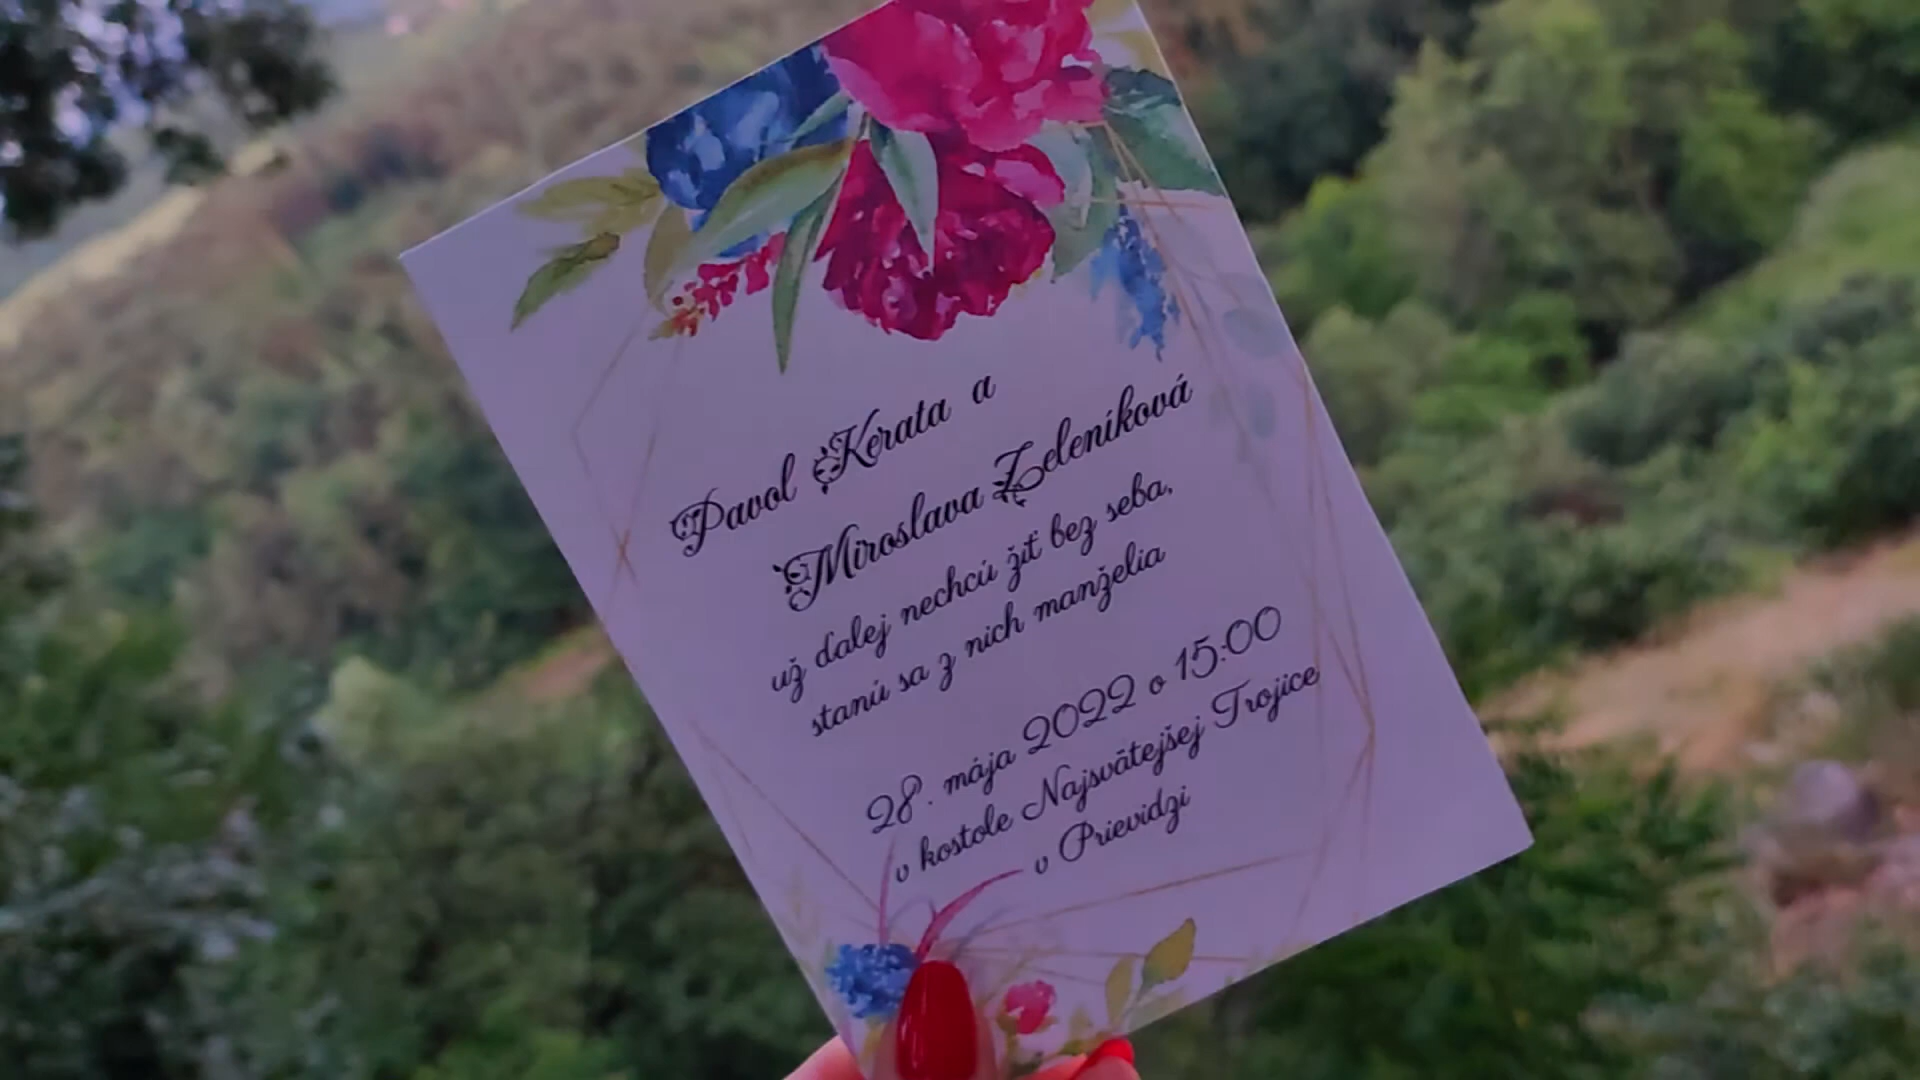 Pavol Kerata a
Miroslava Zeleníková
už ďalej nechcú žiť bez seba,
stanú sa z nich manželia
28. mája 2022 o 15:00
v kostole Najsvätejšej Trojice
v Prievidzi